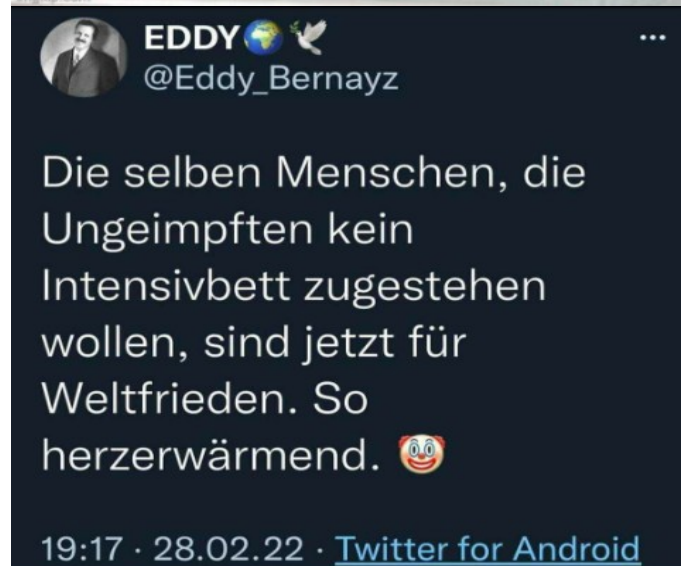 EDDY🌍🕊️
@Eddy_Bernayz
Die selben Menschen, die
Ungeimpften kein
Intensivbett zugestehen
wollen, sind jetzt für
Weltfrieden. So
herzerwärmend. 🤡
19:17 · 28.02.22 · Twitter for Android